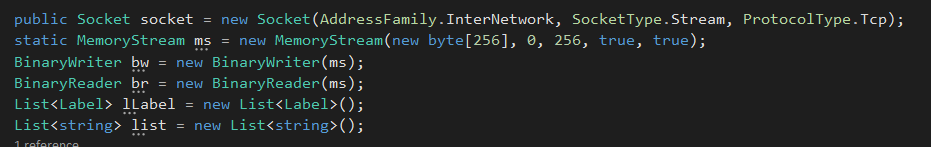 public Socket socket = new Socket(AddressFamily.InterNetwork, SocketType.Stream, ProtocolType.Tcp);
static MemoryStream ms = new MemoryStream(new byte[256], 0, 256, true, true);
BinaryWriter bw = new BinaryWriter(ms);
BinaryReader br = new BinaryReader(ms);
List<Label> lLabel = new List<Label>();
List<string> list = new List<string>();
1 reference